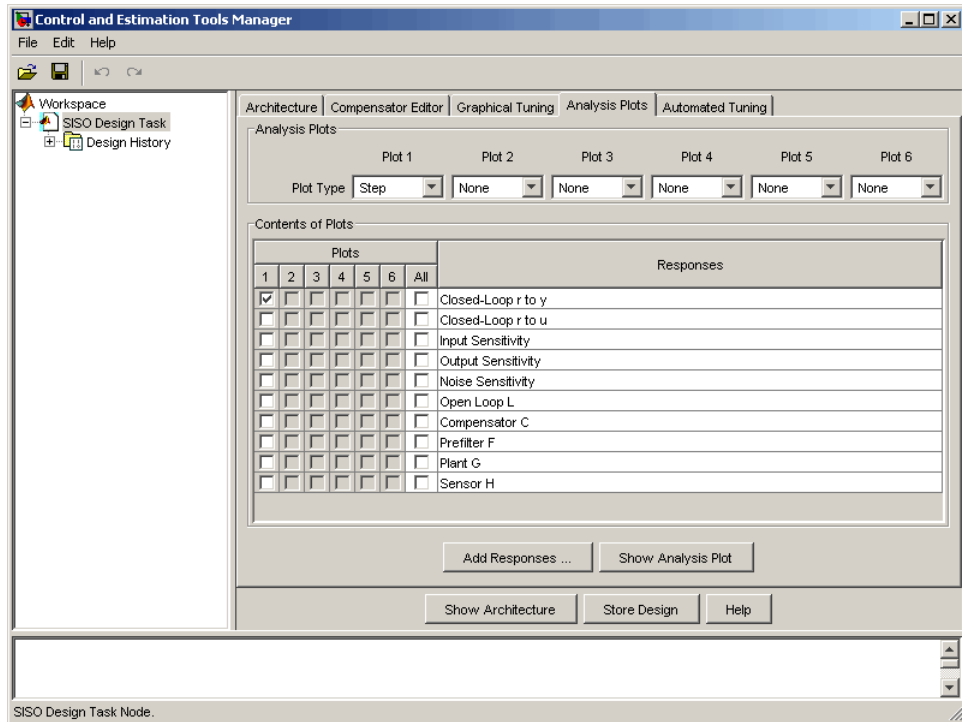 Control and Estimation Tools Manager
File Edit Help
Workspace
SISO Design Task
Design History
Architecture Compensator Editor Graphical Tuning Analysis Plots Automated Tuning
Analysis Plots
Plot 1 Plot 2 Plot 3 Plot 4 Plot 5 Plot 6
Plot Type Step None None None None None
Contents of Plots
Plots
Responses
1 2 3 4 5 6 All
Closed-Loop r to y
Closed-Loop r to u
Input Sensitivity
Output Sensitivity
Noise Sensitivity
Open Loop L
Compensator C
Prefilter F
Plant G
Sensor H
Add Responses ... Show Analysis Plot
Show Architecture Store Design Help
SISO Design Task Node.